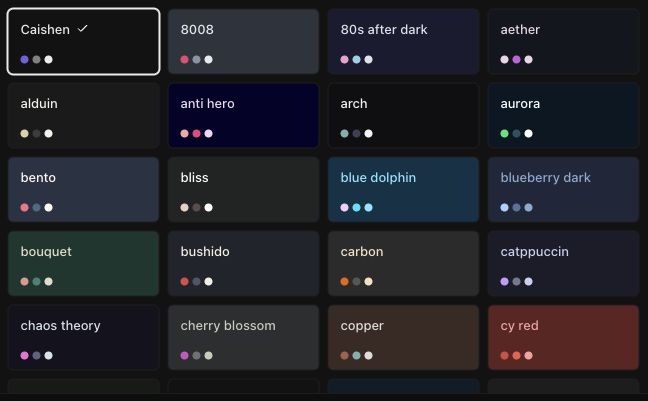 Caishen
8008
80s after dark
aether
alduin
anti hero
arch
aurora
bento
bliss
blue dolphin
blueberry dark
bouquet
bushido
carbon
catppuccin
chaos theory
cherry blossom
copper
cy red